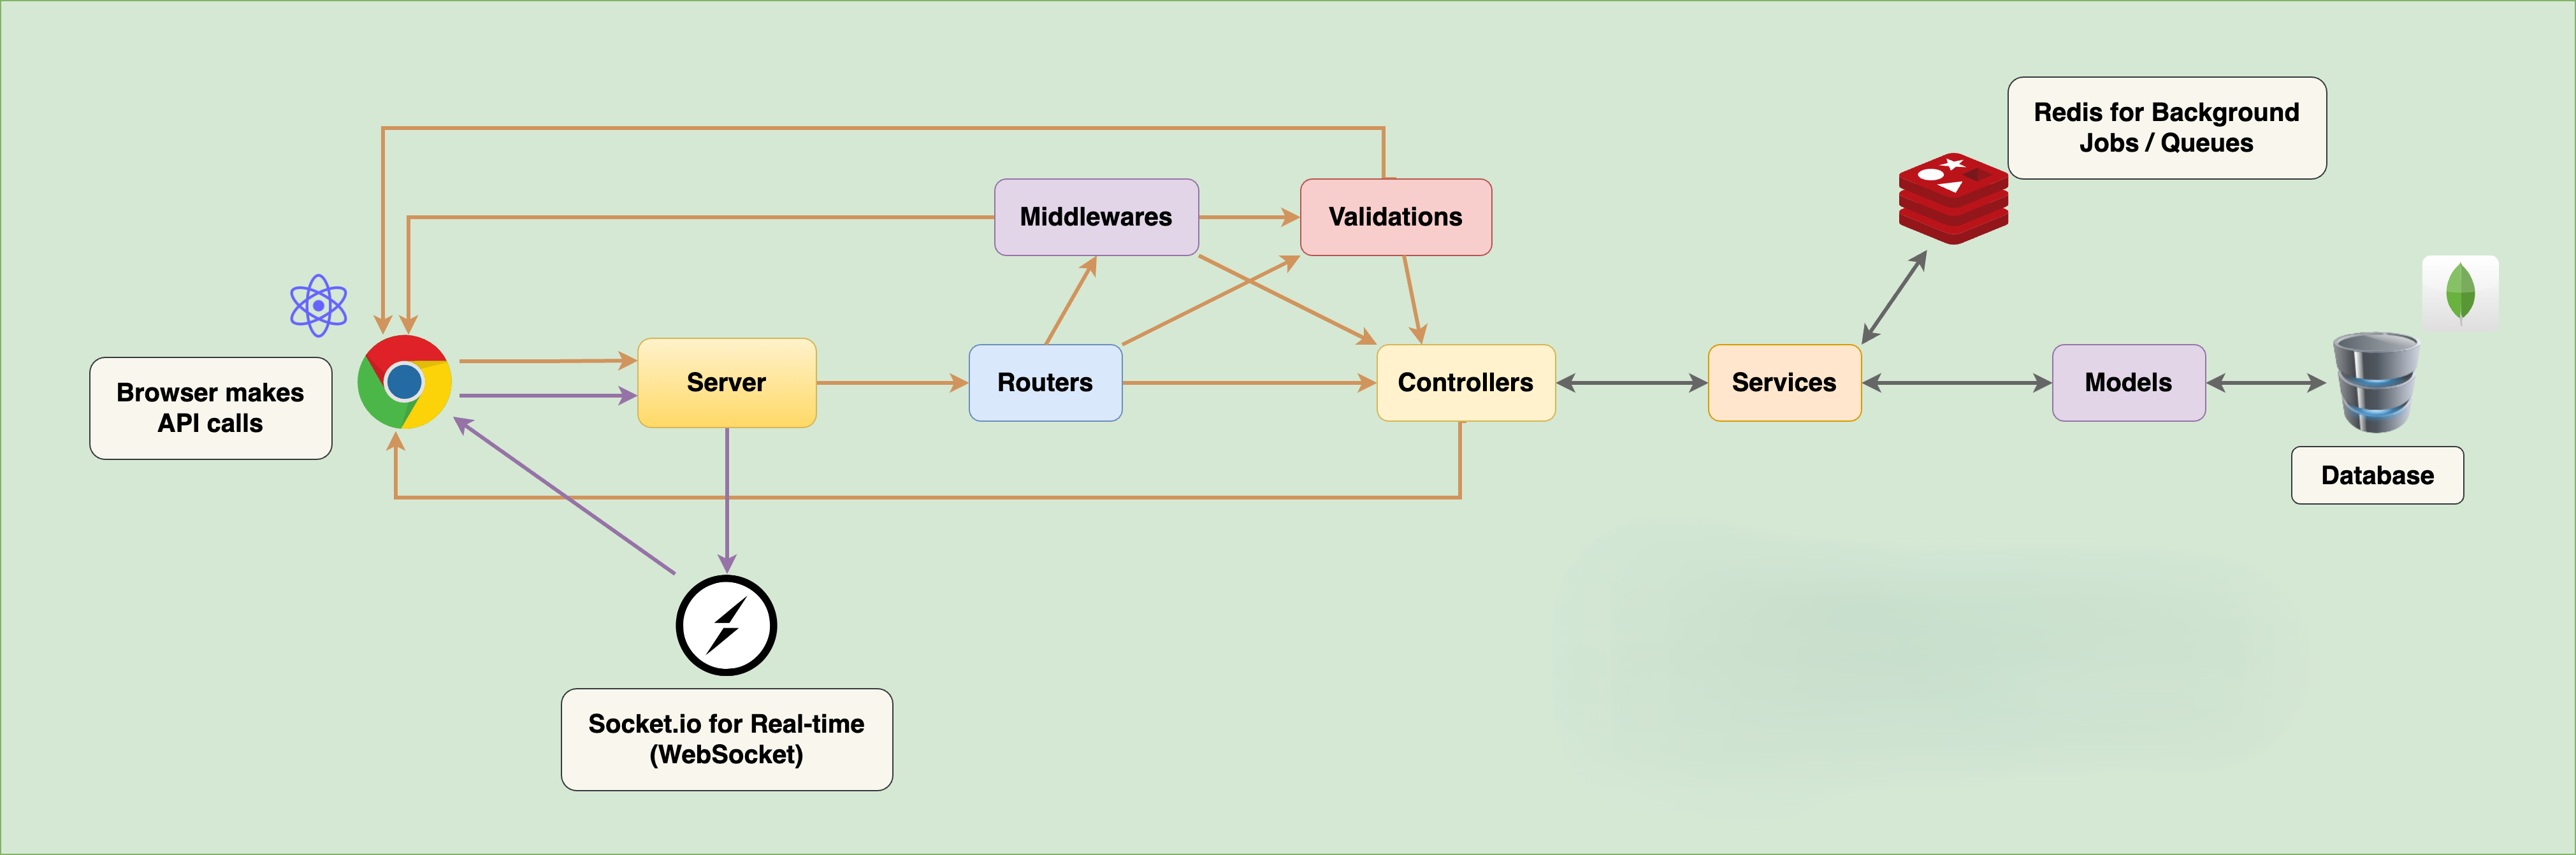 Redis for Background
Jobs / Queues
Middlewares
Validations
Browser makes
API calls
Server
Routers
Controllers
Services
Models
Database
Socket.io for Real-time
(WebSocket)